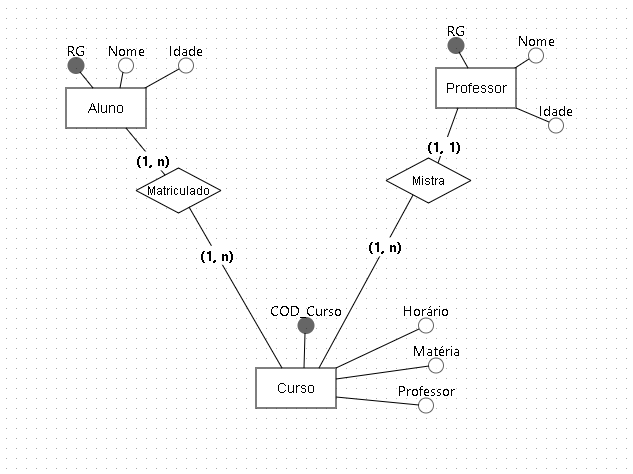 RG
Nome
Idade
Aluno
(1, n)
Matriculado
(1, n)
RG
Nome
Professor
Idade
(1, 1)
Mistra
(1, n)
COD_Curso
Horário
Matéria
Professor
Curso